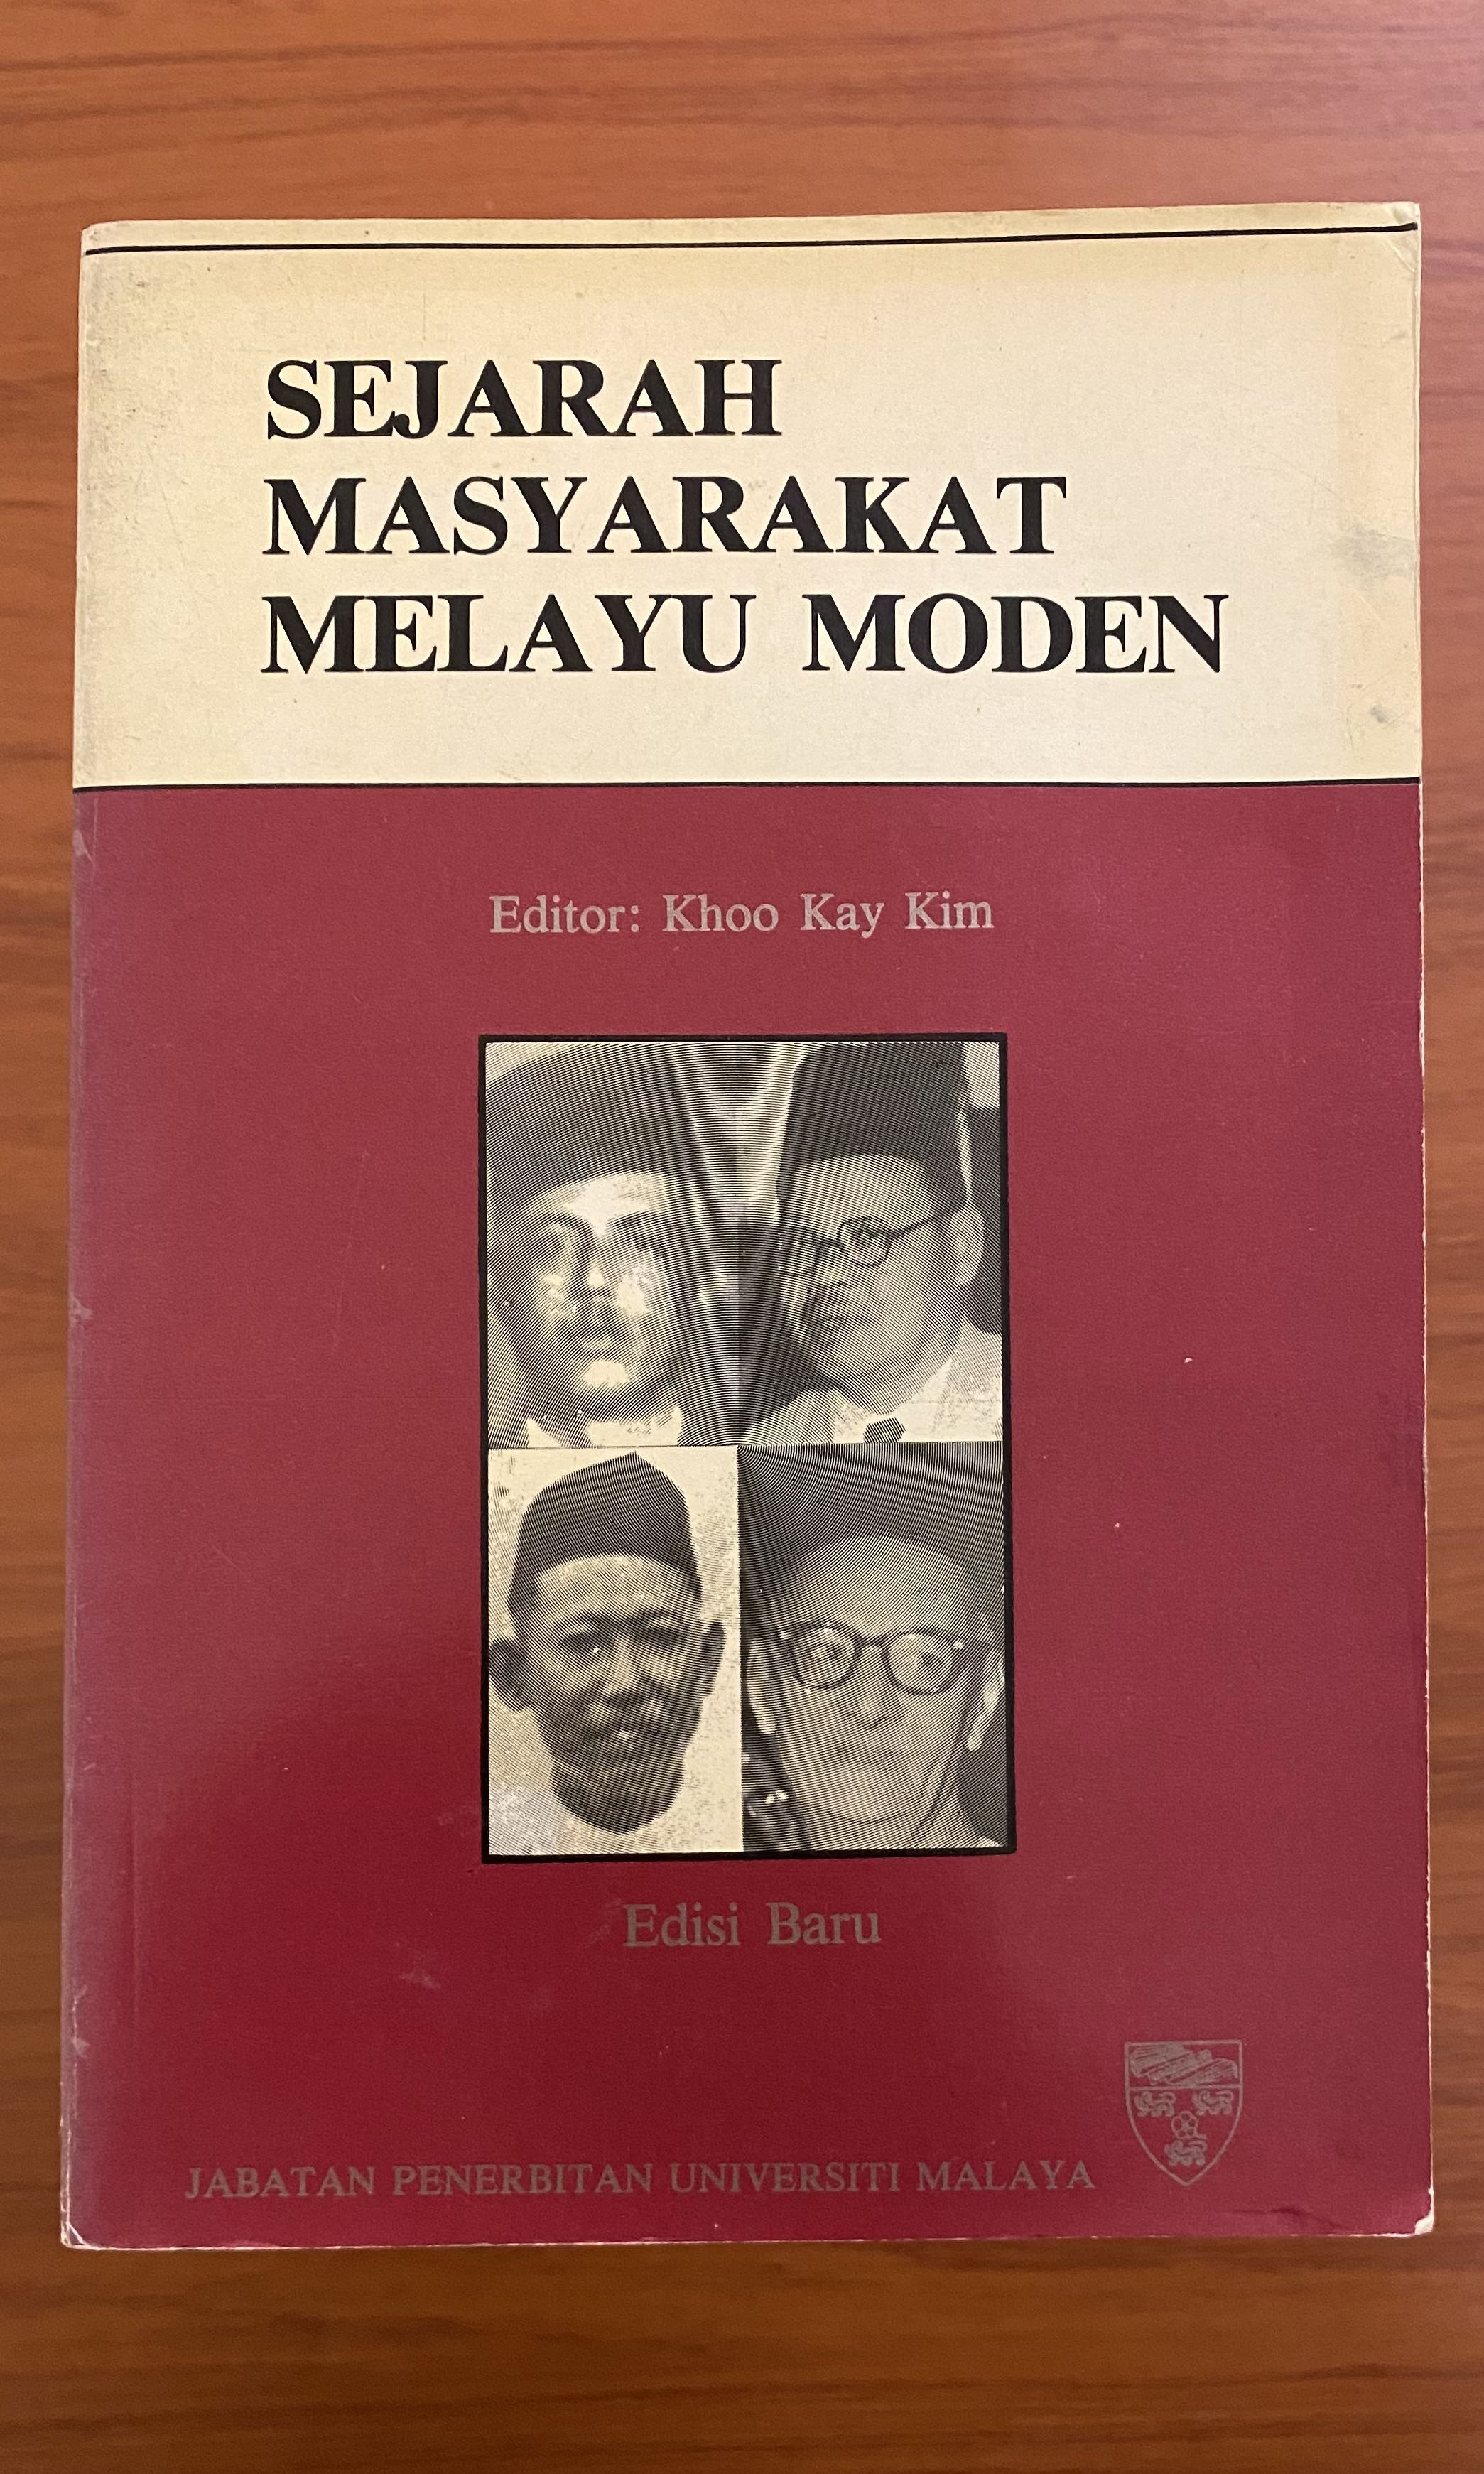 SEJARAH
MASYARAKAT
MELAYU MODEN
Editor: Khoo Kay Kim
Edisi Baru
JABATAN PENERBITAN UNIVERSITI MALAYA